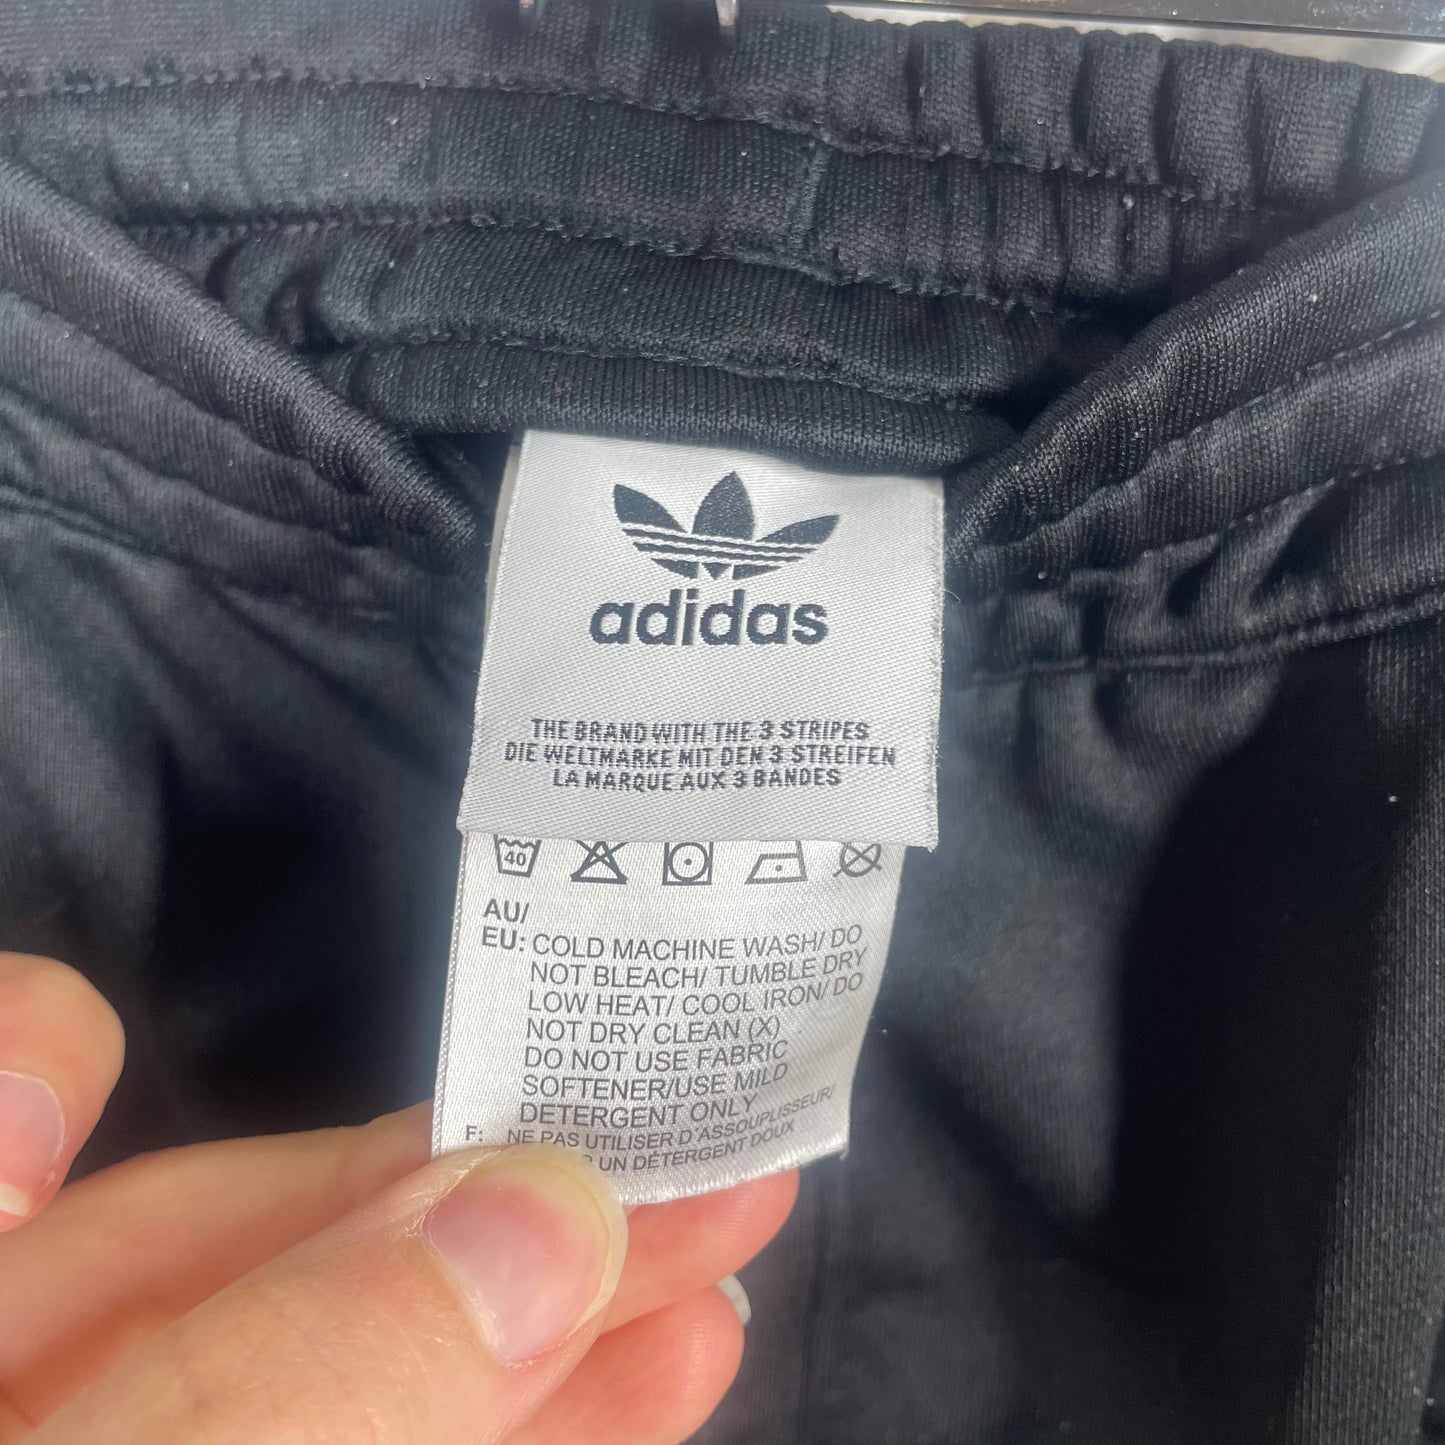 adidas
THE BRAND WITH THE 3 STRIPES
DIE WELTMARKE MIT DEN 3 STREIFEN
LA MARQUE AUX 3 BANDES
40
AU/
EU: COLD MACHINE WASH/ DO
NOT BLEACH/ TUMBLE DRY
LOW HEAT/ COOL IRON/ DO
NOT DRY CLEAN (X)
DO NOT USE FABRIC
SOFTENER/USE MILD
DETERGENT ONLY
F: NE PAS UTILISER D'ASSOUPLISSEUR/
UN DÉTERGENT DOUX